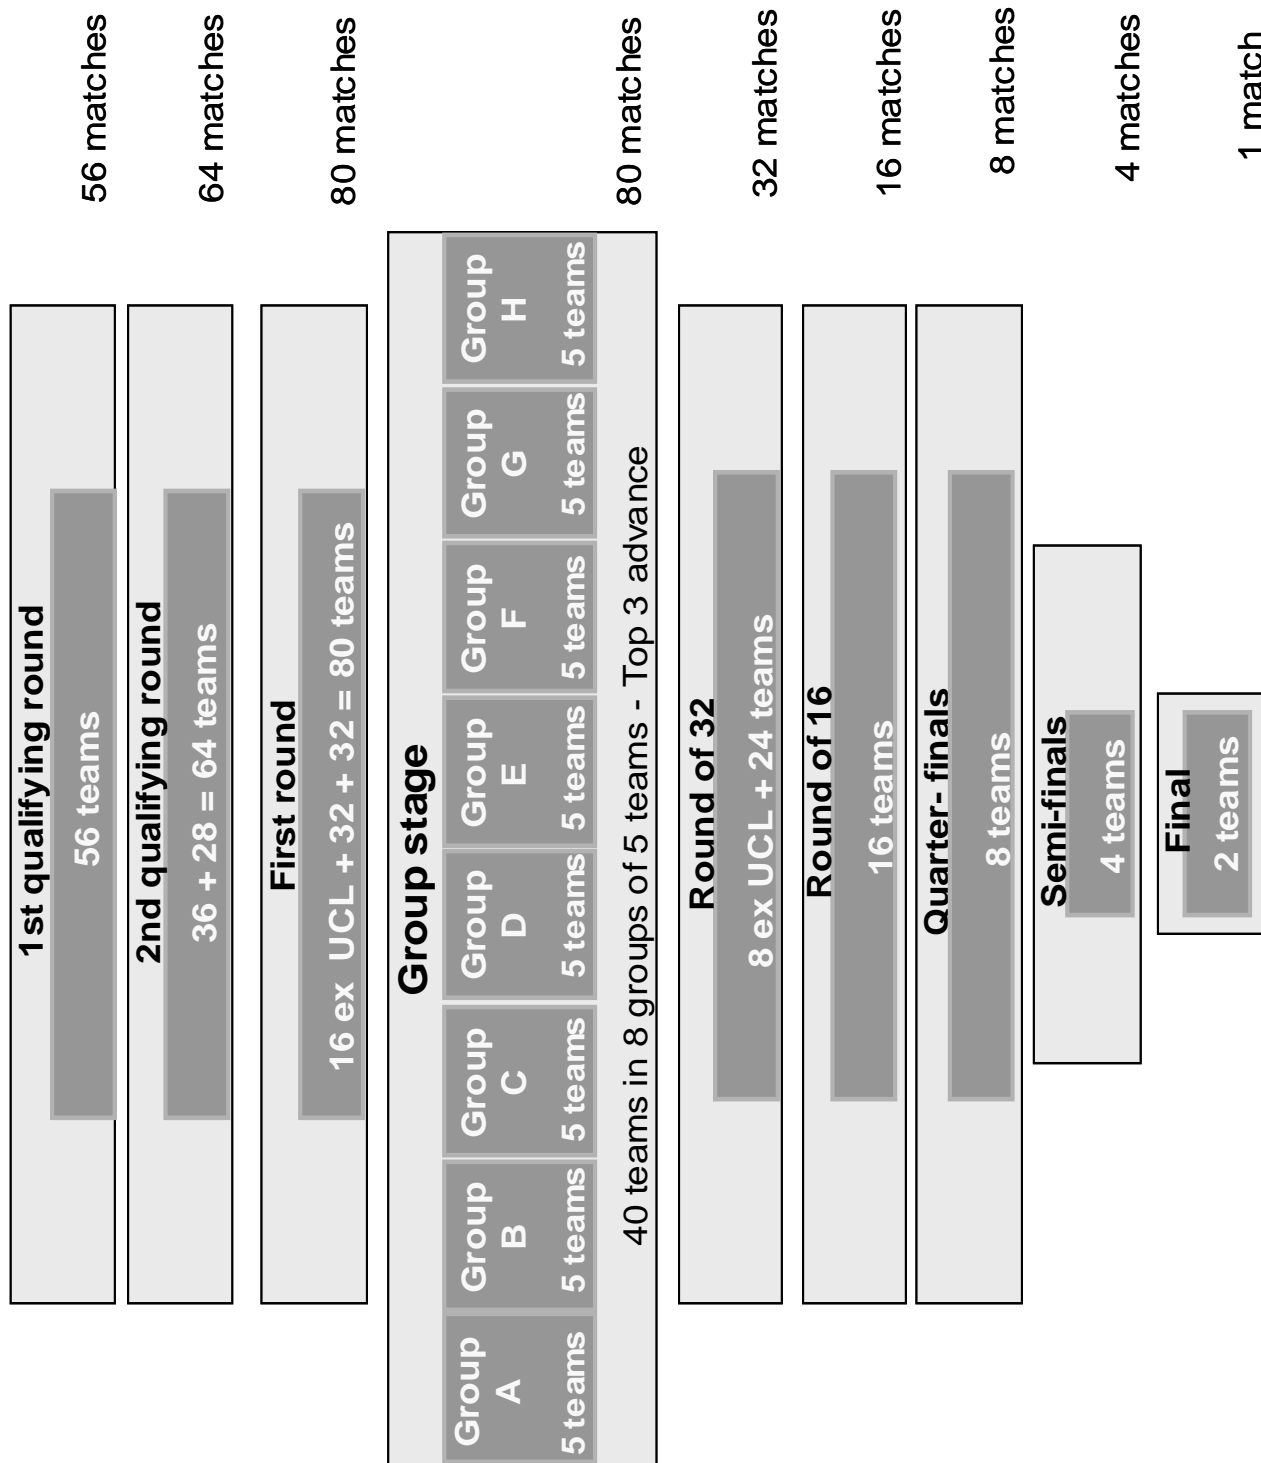 1st qualifying round
56 teams
56 matches
2nd qualifying round
36 + 28 = 64 teams
64 matches
First round
16 ex UCL + 32 + 32 = 80 teams
80 matches
Group stage
Group
A
5 teams
Group
B
5 teams
Group
C
5 teams
Group
D
5 teams
Group
E
5 teams
Group
F
5 teams
Group
G
5 teams
Group
H
5 teams
40 teams in 8 groups of 5 teams - Top 3 advance
80 matches
Round of 32
8 ex UCL + 24 teams
32 matches
Round of 16
16 teams
16 matches
Quarter- finals
8 teams
8 matches
Semi-finals
4 teams
4 matches
Final
2 teams
1 match